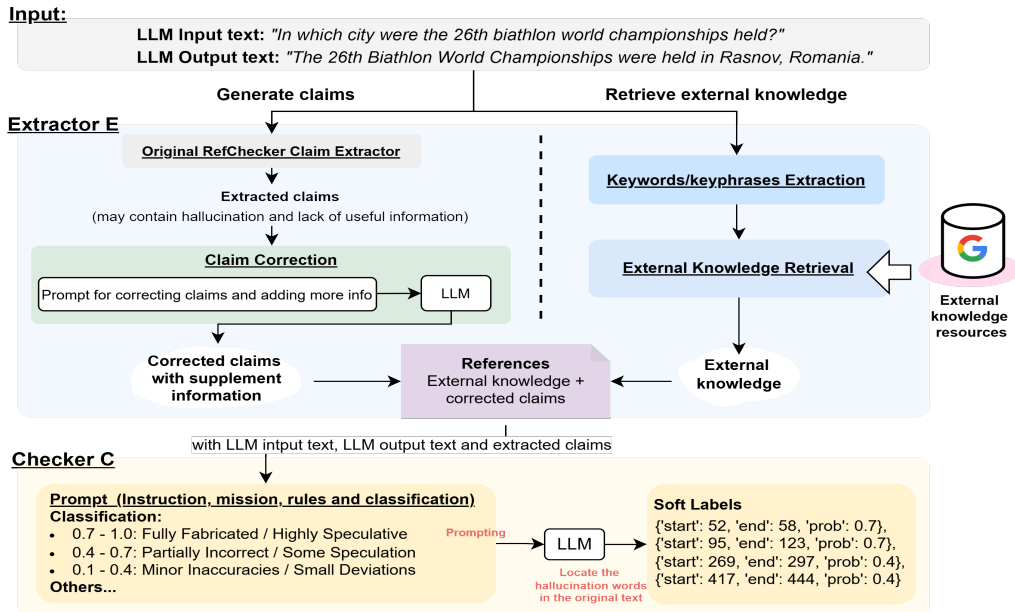 Input:
LLM Input text: "In which city were the 26th biathlon world championships held?"
LLM Output text: "The 26th Biathlon World Championships were held in Rasnov, Romania."
Generate claims
Retrieve external knowledge
Extractor E
Original RefChecker Claim Extractor
Extracted claims
(may contain hallucination and lack of useful information)
Claim Correction
Prompt for correcting claims and adding more info
LLM
Corrected claims
with supplement
information
Keywords/keyphrases Extraction
External Knowledge Retrieval
External
knowledge
resources
External
knowledge
References
External knowledge +
corrected claims
with LLM intput text, LLM output text and extracted claims
Checker C
Prompt (Instruction, mission, rules and classification)
Classification:
• 0.7 - 1.0: Fully Fabricated / Highly Speculative
• 0.4 - 0.7: Partially Incorrect / Some Speculation
• 0.1 - 0.4: Minor Inaccuracies / Small Deviations
Others...
Prompting
LLM
Locate the
hallucination words
in the original text
Soft Labels
{'start': 52, 'end': 58, 'prob': 0.7},
{'start': 95, 'end': 123, 'prob': 0.7},
{'start': 269, 'end': 297, 'prob': 0.4},
{'start': 417, 'end': 444, 'prob': 0.4}